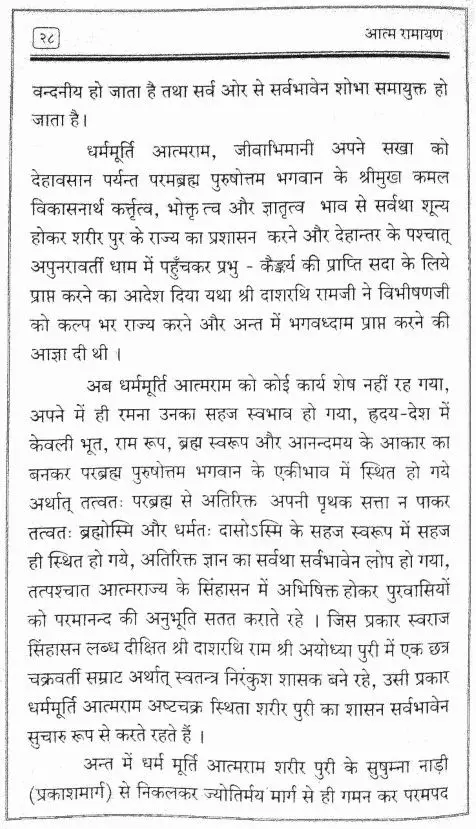 २८
आत्म रामायण
वन्दनीय हो जाता है तथा सर्व ओर से सर्वभावेन शोभा समायुक्त हो
जाता है।
धर्ममूर्ति आत्मराम, जीवाभिमानी अपने सखा को
देहावसान पर्यन्त परमब्रह्म पुरुषोत्तम भगवान के श्रीमुखा कमल
विकासनार्थ कर्त्तृत्व, भोक्तृत्व और ज्ञातृत्व भाव से सर्वथा शून्य
होकर शरीर पुर के राज्य का प्रशासन करने और देहान्तर के पश्चात्
अपुनरावर्ती धाम में पहुँचकर प्रभु - कैङ्कर्य की प्राप्ति सदा के लिये
प्राप्त करने का आदेश दिया यथा श्री दाशरथि रामजी ने विभीषणजी
को कल्प भर राज्य करने और अन्त में भगवध्दाम प्राप्त करने की
आज्ञा दी थी ।
अब धर्ममूर्ति आत्मराम को कोई कार्य शेष नहीं रह गया,
अपने में ही रमना उनका सहज स्वभाव हो गया, ह्रदय-देश में
केवली भूत, राम रूप, ब्रह्म स्वरूप और आनन्दमय के आकार का
बनकर परब्रह्म पुरुषोत्तम भगवान के एकीभाव में स्थित हो गये
अर्थात् तत्वतः परब्रह्म से अतिरिक्त अपनी पृथक सत्ता न पाकर
तत्वतः ब्रह्मोस्मि और धर्मतः दासोऽस्मि के सहज स्वरूप में सहज
ही स्थित हो गये, अतिरिक्त ज्ञान का सर्वथा सर्वभावेन लोप हो गया,
तत्पश्चात आत्मराज्य के सिंहासन में अभिषिक्त होकर पुरवासियों
को परमानन्द की अनुभूति सतत कराते रहे । जिस प्रकार स्वराज
सिंहासन लब्ध दीक्षित श्री दाशरथि राम श्री अयोध्या पुरी में एक छत्र
चक्रवर्ती सम्राट अर्थात् स्वतन्त्र निरंकुश शासक बने रहे, उसी प्रकार
धर्ममूर्ति आत्मराम अष्टचक्र स्थिता शरीर पुरी का शासन सर्वभावेन
सुचारु रूप से करते रहते हैं ।
अन्त में धर्म मूर्ति आत्मराम शरीर पुरी के सुषुम्ना नाड़ी
(प्रकाशमार्ग) से निकलकर ज्योतिर्मय मार्ग से ही गमन कर परमपद